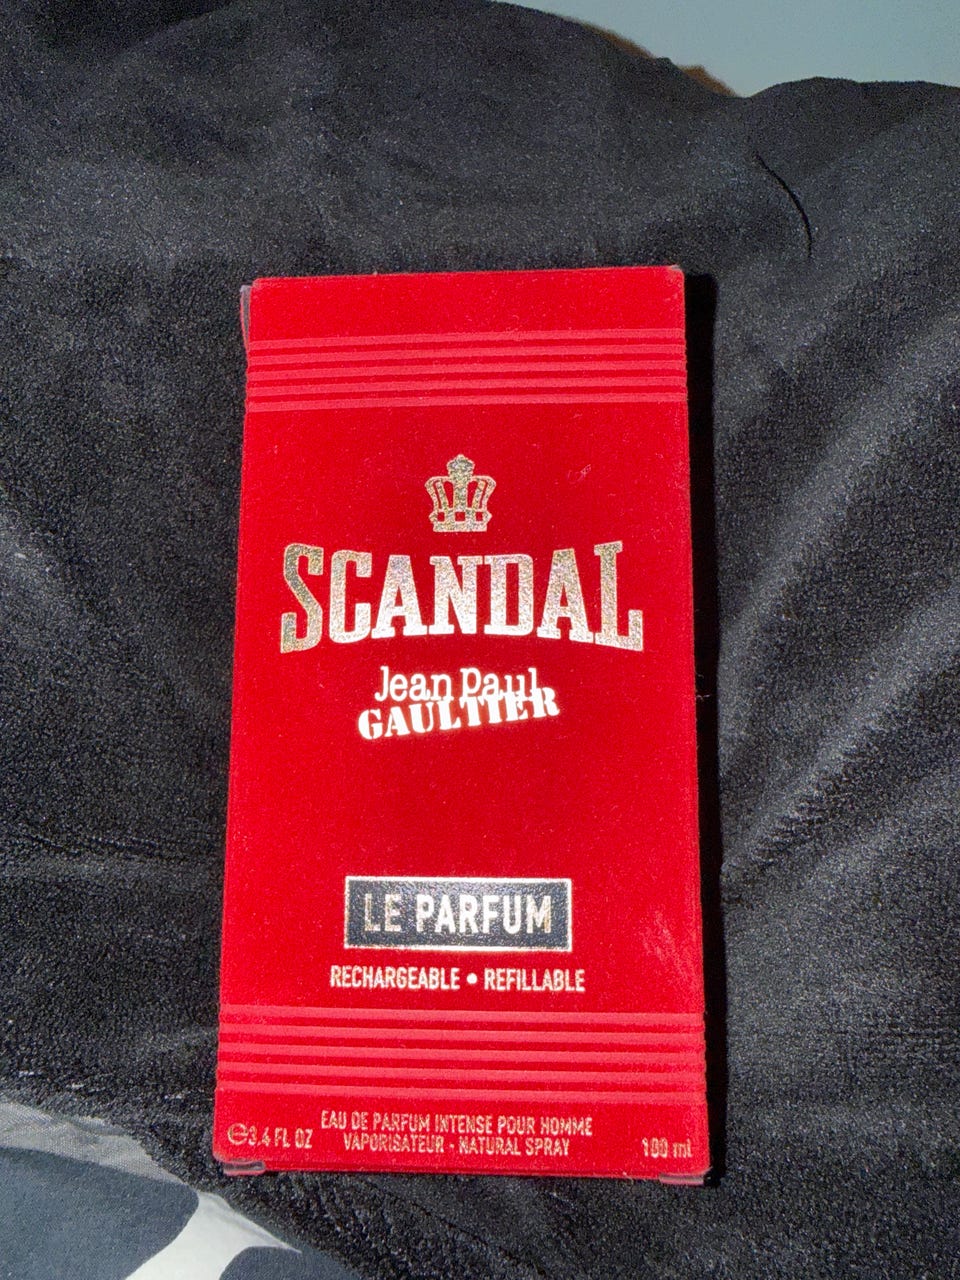 SCANDAL
Jean Paul
GAULTIER
LE PARFUM
RECHARGEABLE • REFILLABLE
EAU DE PARFUM INTENSE POUR HOMME
℮3.4 FL OZ VAPORISATEUR - NATURAL SPRAY 100 ml